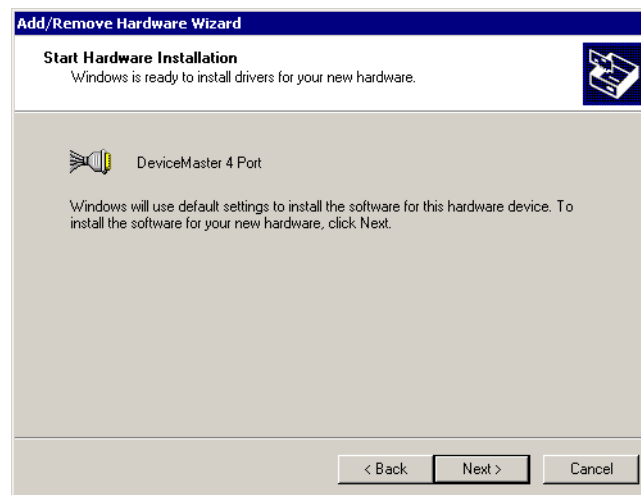 Add/Remove Hardware Wizard
Start Hardware Installation
Windows is ready to install drivers for your new hardware.
DeviceMaster 4 Port
Windows will use default settings to install the software for this hardware device. To
install the software for your new hardware, click Next.
< Back
Next >
Cancel